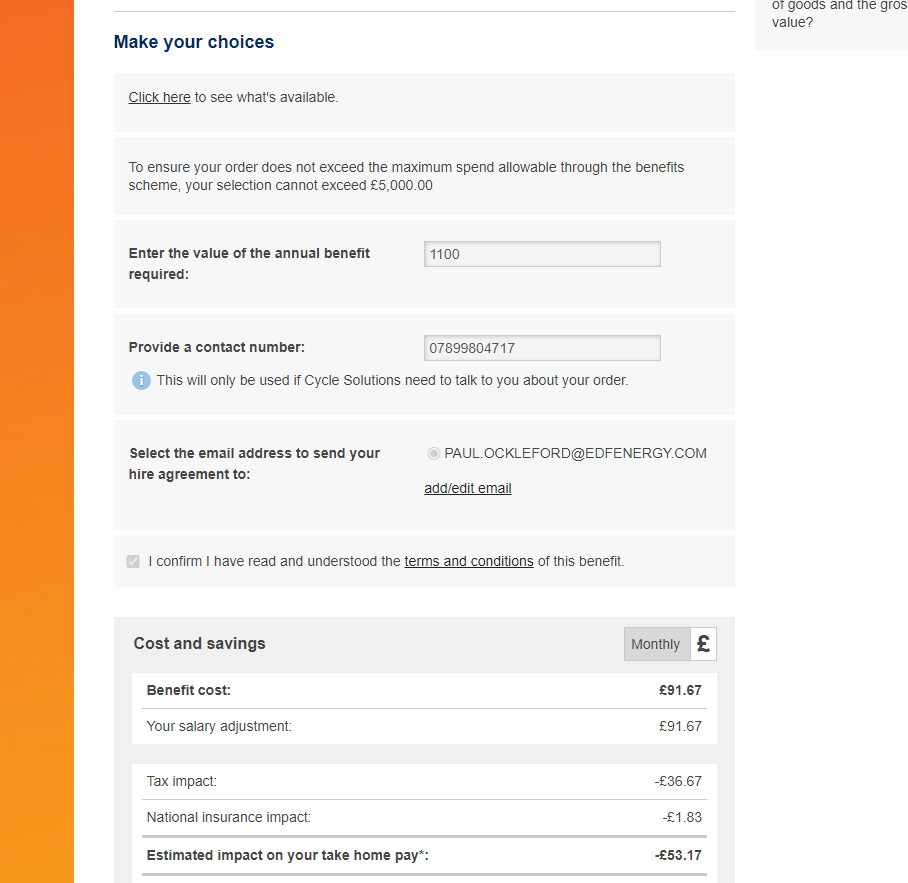 of goods and the gros
value?
Make your choices
Click here to see what's available.
To ensure your order does not exceed the maximum spend allowable through the benefits
scheme, your selection cannot exceed £5,000.00
Enter the value of the annual benefit
required:
1100
Provide a contact number:
07899804717
i This will only be used if Cycle Solutions need to talk to you about your order.
Select the email address to send your
hire agreement to:
PAUL.OCKLEFORD@EDFENERGY.COM
add/edit email
I confirm I have read and understood the terms and conditions of this benefit.
Cost and savings
Monthly £
Benefit cost: £91.67
Your salary adjustment: £91.67
Tax impact: -£36.67
National insurance impact: -£1.83
Estimated impact on your take home pay*: -£53.17